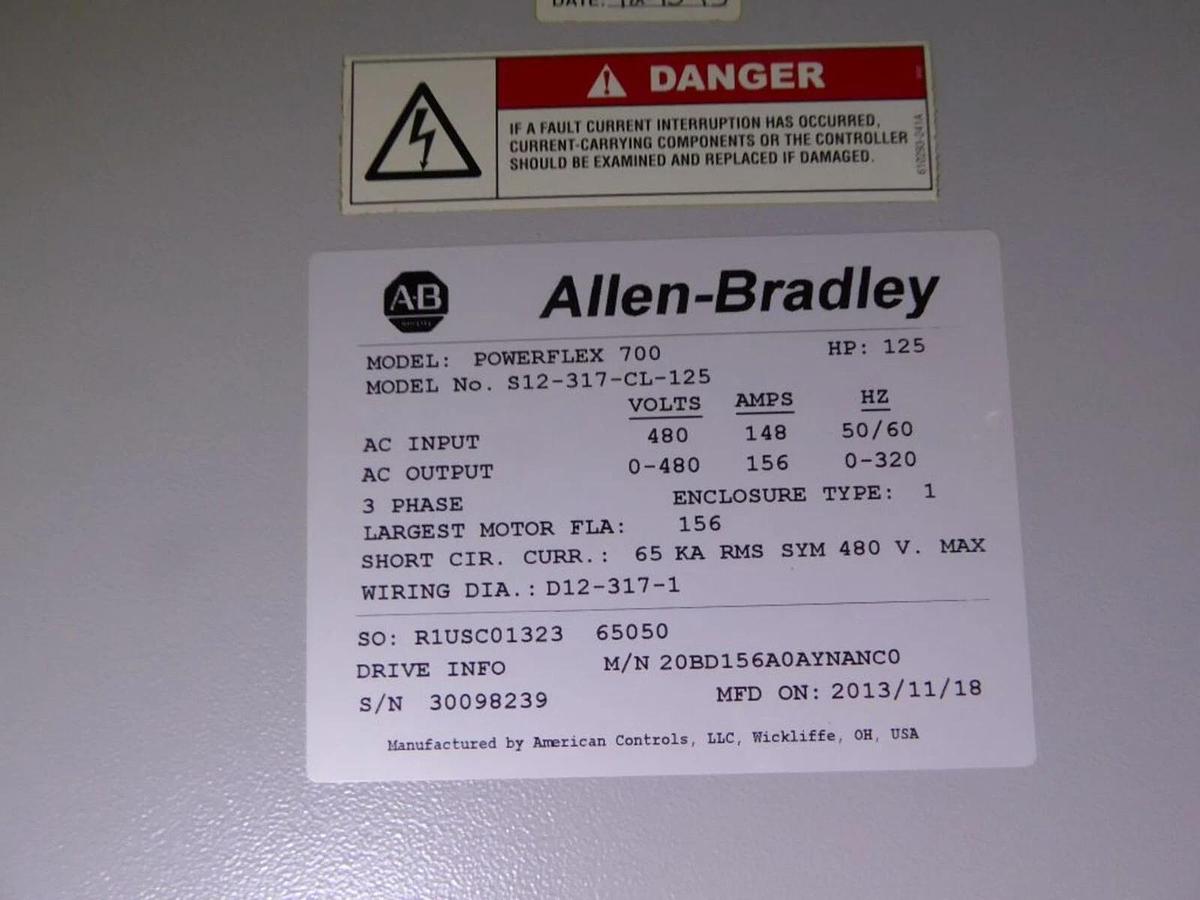 DATE:
DANGER
IF A FAULT CURRENT INTERRUPTION HAS OCCURRED,
CURRENT-CARRYING COMPONENTS OR THE CONTROLLER
SHOULD BE EXAMINED AND REPLACED IF DAMAGED.
610293-041A
A-B
Allen-Bradley
MODEL: POWERFLEX 700 HP: 125
MODEL No. S12-317-CL-125
VOLTS AMPS HZ
AC INPUT 480 148 50/60
AC OUTPUT 0-480 156 0-320
3 PHASE ENCLOSURE TYPE: 1
LARGEST MOTOR FLA: 156
SHORT CIR. CURR.: 65 KA RMS SYM 480 V. MAX
WIRING DIA.: D12-317-1
SO: R1USC01323 65050
DRIVE INFO M/N 20BD156A0AYNANC0
S/N 30098239 MFD ON: 2013/11/18
Manufactured by American Controls, LLC, Wickliffe, OH, USA